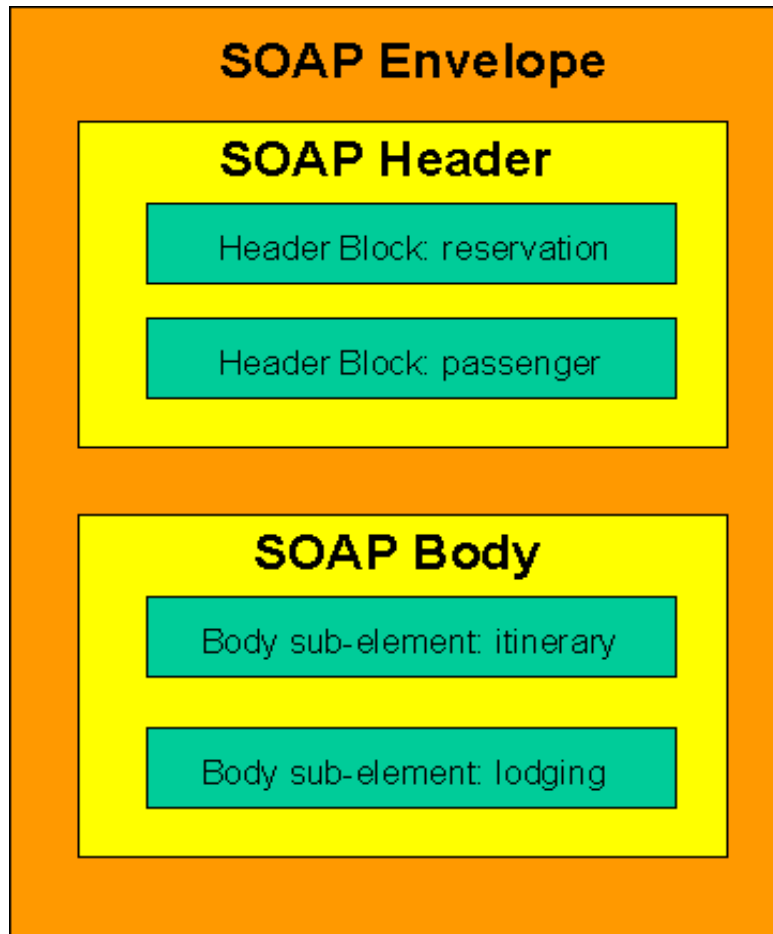 SOAP Envelope
SOAP Header
Header Block: reservation
Header Block: passenger
SOAP Body
Body sub-element: itinerary
Body sub-element: lodging